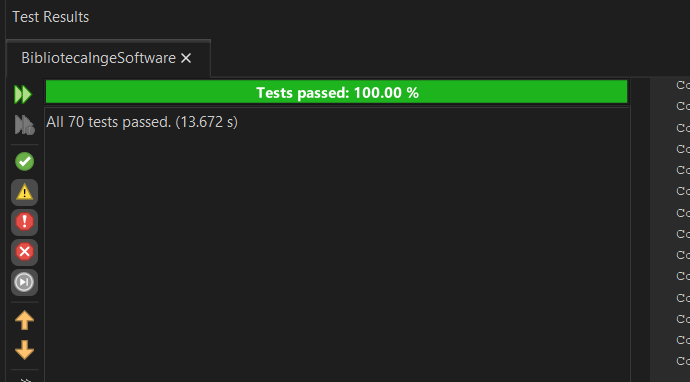 Test Results
BibliotecaIngeSoftware
Tests passed: 100.00 %
All 70 tests passed. (13.672 s)